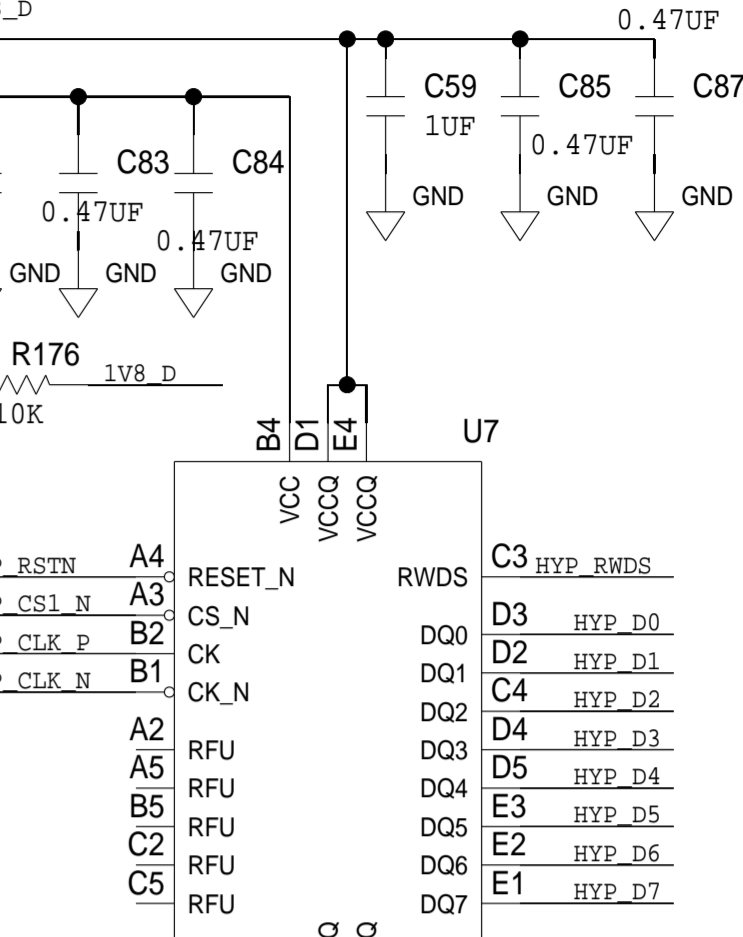 _D
0.47UF
C59 C85 C87
1UF
0.47UF
C83 C84
0.47UF
0.47UF
GND GND GND
GND GND GND
R176 1V8_D
10K
B4 D1 E4 U7
VCC VCCQ VCCQ
_RSTN A4 RESET_N RWDS C3 HYP_RWDS
_CS1_N A3 CS_N DQ0 D3 HYP_D0
_CLK_P B2 CK DQ1 D2 HYP_D1
_CLK_N B1 CK_N DQ2 C4 HYP_D2
A2 RFU DQ3 D4 HYP_D3
A5 RFU DQ4 D5 HYP_D4
B5 RFU DQ5 E3 HYP_D5
C2 RFU DQ6 E2 HYP_D6
C5 RFU DQ7 E1 HYP_D7
Q Q